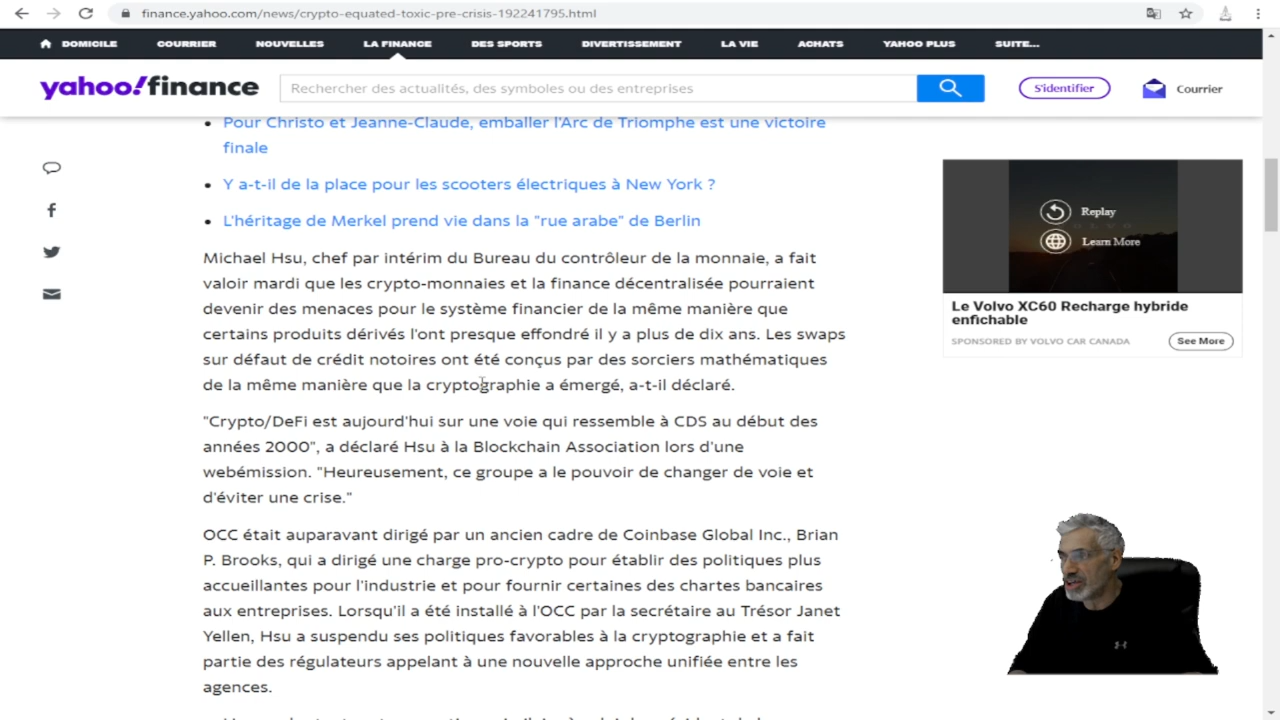 finance.yahoo.com/news/crypto-equated-toxic-pre-crisis-192241795.html
DOMICILE COURRIER NOUVELLES LA FINANCE DES SPORTS DIVERTISSEMENT LA VIE ACHATS YAHOO PLUS SUITE...
yahoo!finance
Rechercher des actualités, des symboles ou des entreprises
S'identifier
Courrier
• Pour Christo et Jeanne-Claude, emballer l'Arc de Triomphe est une victoire
finale
• Y a-t-il de la place pour les scooters électriques à New York ?
• L'héritage de Merkel prend vie dans la "rue arabe" de Berlin
Michael Hsu, chef par intérim du Bureau du contrôleur de la monnaie, a fait
valoir mardi que les crypto-monnaies et la finance décentralisée pourraient
devenir des menaces pour le système financier de la même manière que
certains produits dérivés l'ont presque effondré il y a plus de dix ans. Les swaps
sur défaut de crédit notoires ont été conçus par des sorciers mathématiques
de la même manière que la cryptographie a émergé, a-t-il déclaré.
"Crypto/DeFi est aujourd'hui sur une voie qui ressemble à CDS au début des
années 2000", a déclaré Hsu à la Blockchain Association lors d'une
webémission. "Heureusement, ce groupe a le pouvoir de changer de voie et
d'éviter une crise."
OCC était auparavant dirigé par un ancien cadre de Coinbase Global Inc., Brian
P. Brooks, qui a dirigé une charge pro-crypto pour établir des politiques plus
accueillantes pour l'industrie et pour fournir certaines des chartes bancaires
aux entreprises. Lorsqu'il a été installé à l'OCC par la secrétaire au Trésor Janet
Yellen, Hsu a suspendu ses politiques favorables à la cryptographie et a fait
partie des régulateurs appelant à une nouvelle approche unifiée entre les
agences.
Replay
Learn More
Le Volvo XC60 Recharge hybride
enfichable
SPONSORED BY VOLVO CAR CANADA
See More